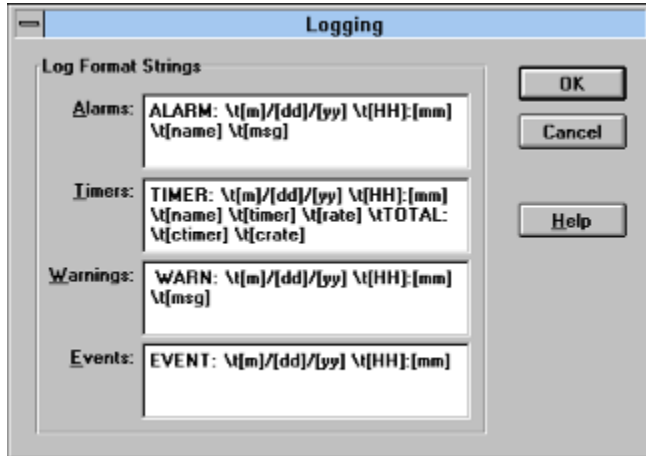 Logging
Log Format Strings
Alarms: ALARM: \t[m]/[dd]/[yy] \t[HH]:[mm]
\t[name] \t[msg]
Timers: TIMER: \t[m]/[dd]/[yy] \t[HH]:[mm]
\t[name] \t[timer] \t[rate] \tTOTAL:
\t[ctimer] \t[crate]
Warnings: WARN: \t[m]/[dd]/[yy] \t[HH]:[mm]
\t[msg]
Events: EVENT: \t[m]/[dd]/[yy] \t[HH]:[mm]
OK
Cancel
Help